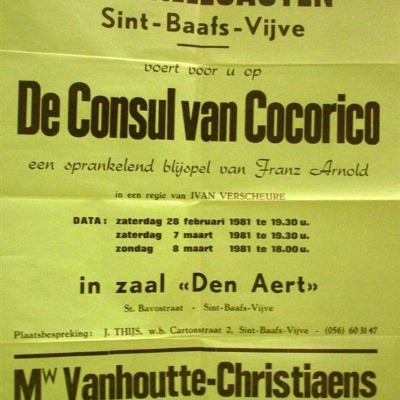 Sint-Baafs-Vijve
voert voor u op
De Consul van Cocorico
een sprankelend blijspel van Franz Arnold
in een regie van IVAN VERSCHEURE
DATA: zaterdag 28 februari 1981 te 19.30 u.
zaterdag 7 maart 1981 te 19.30 u.
zondag 8 maart 1981 te 18.00 u.
in zaal «Den Aert»
St. Bavostraat - Sint-Baafs-Vijve
Plaatsbespreking: J. THIJS, w.b. Cartonstraat 2, Sint-Baafs-Vijve - (056) 60 31 47
Mw Vanhoutte-Christiaens